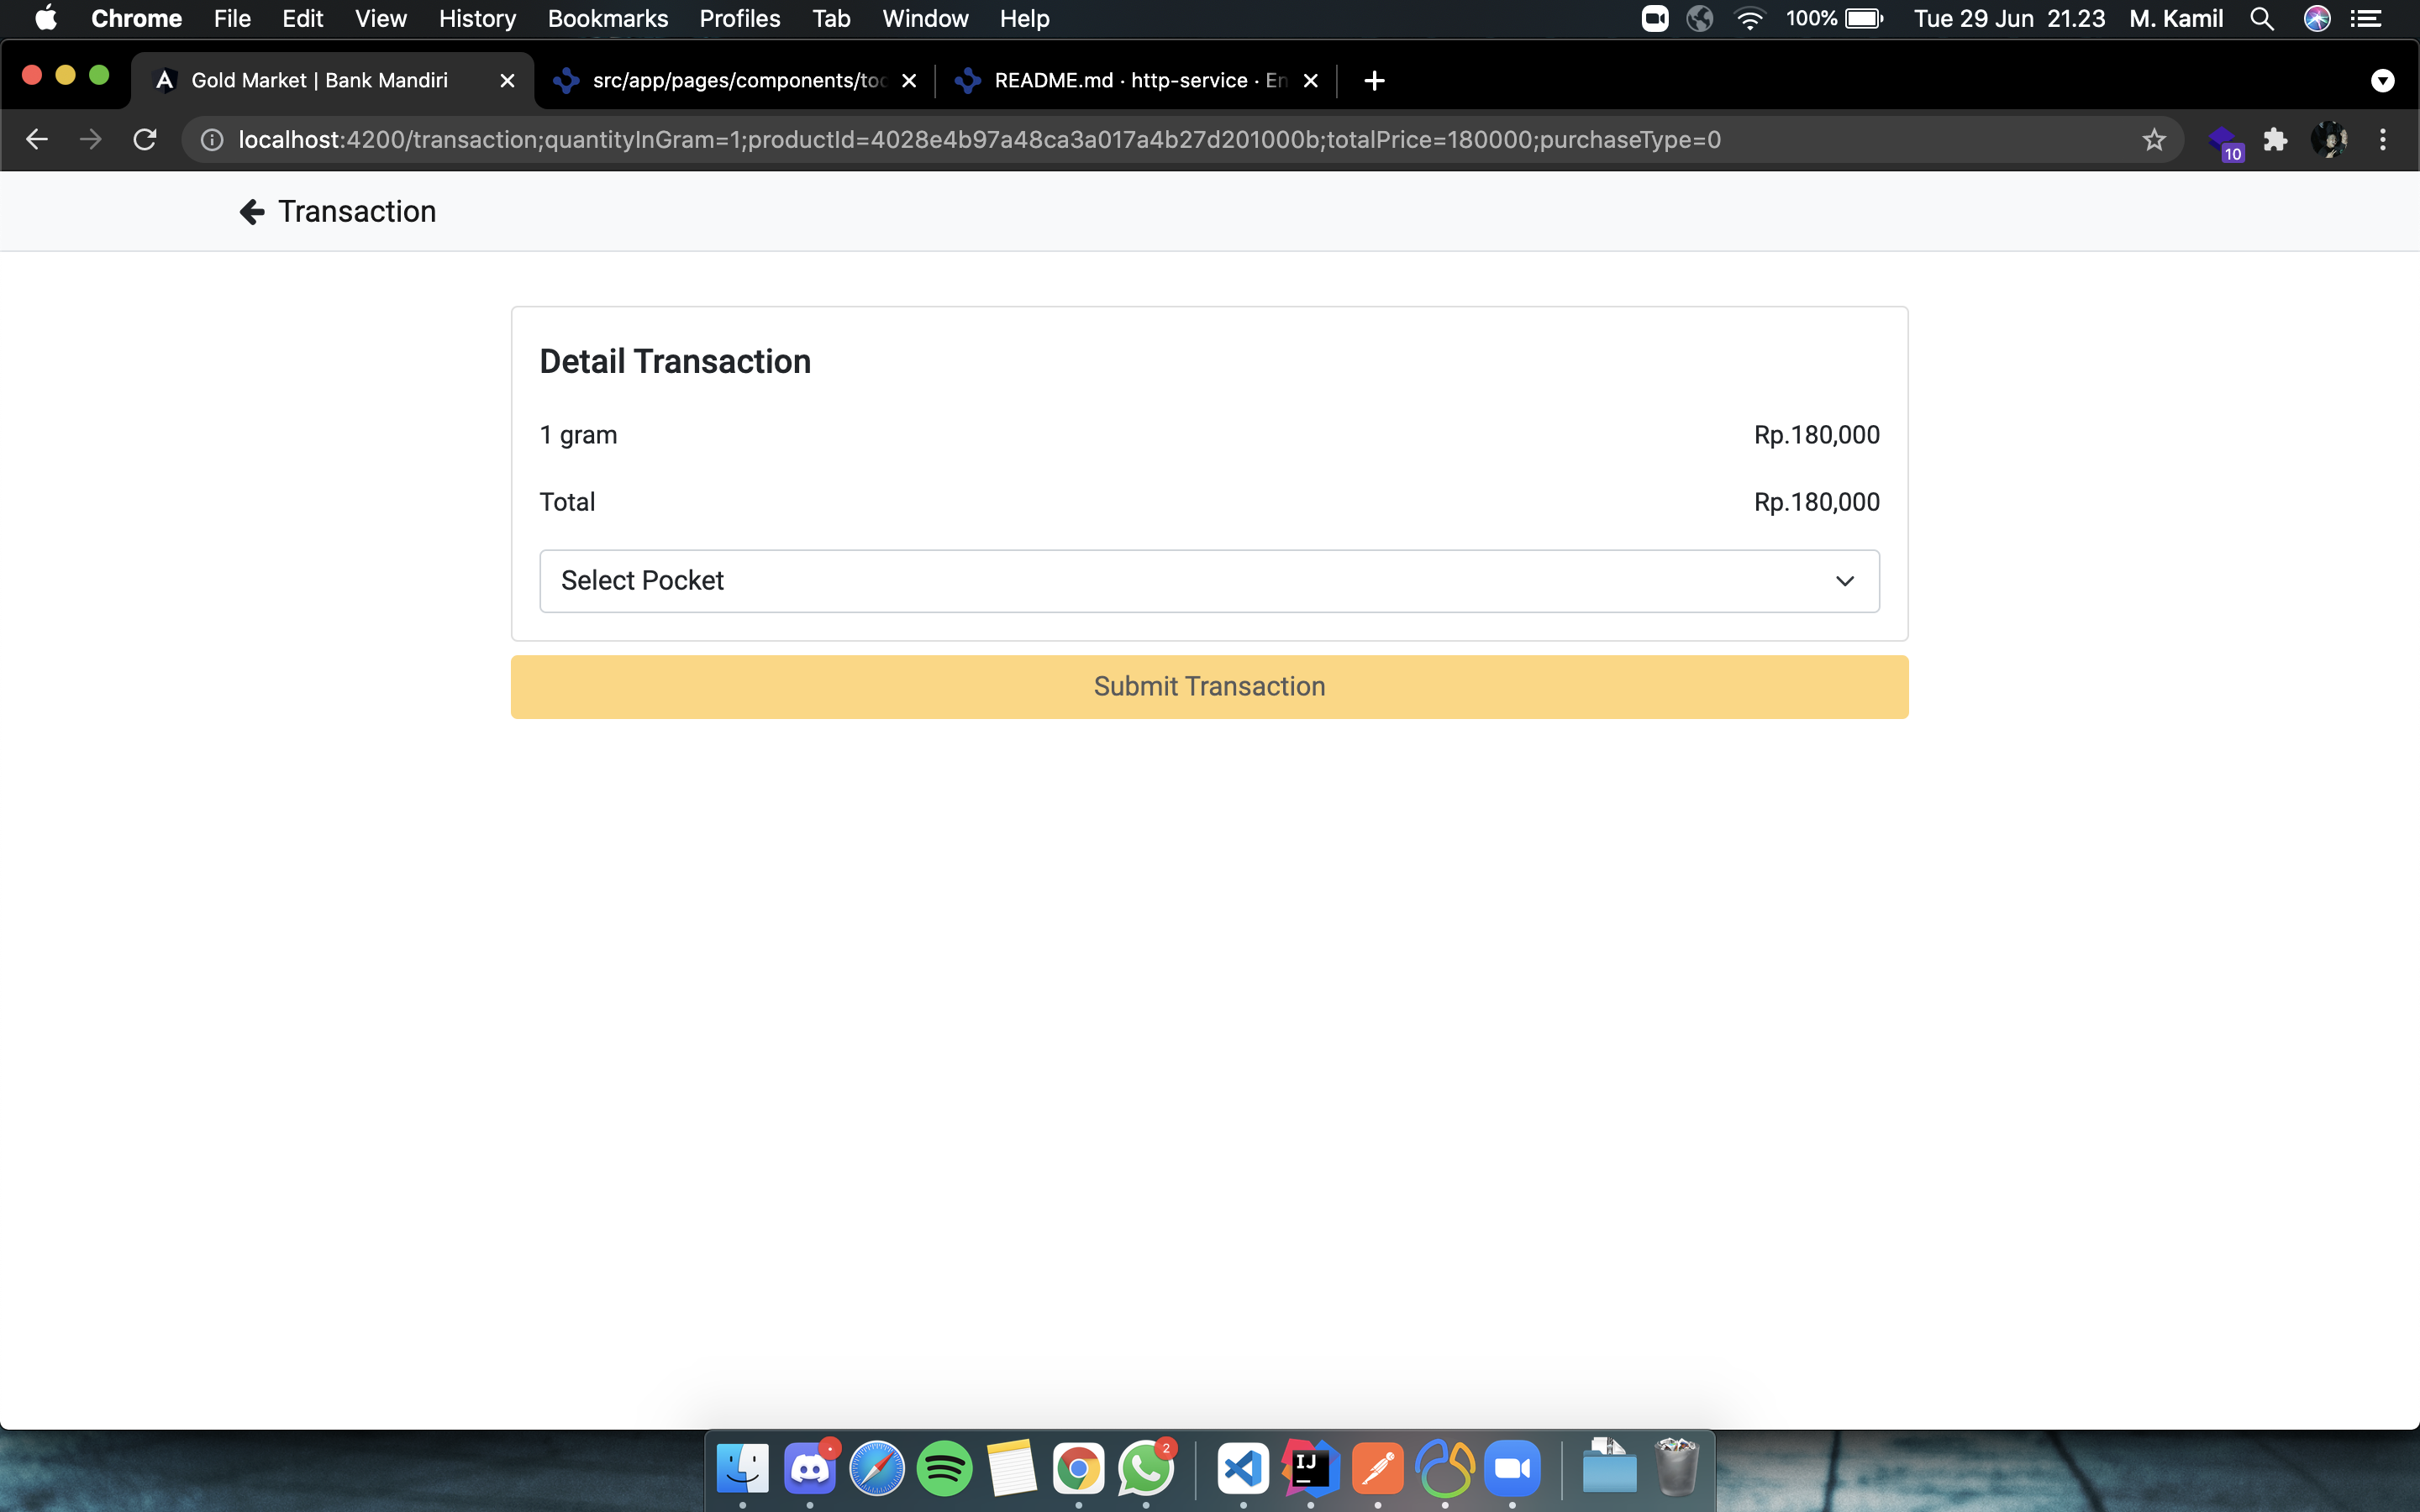 Chrome File Edit View History Bookmarks Profiles Tab Window Help 100% Tue 29 Jun 21.23 M. Kamil
Gold Market | Bank Mandiri src/app/pages/components/too README.md · http-service · En
localhost:4200/transaction;quantityInGram=1;productId=4028e4b97a48ca3a017a4b27d201000b;totalPrice=180000;purchaseType=0 10
Transaction
Detail Transaction
1 gram Rp.180,000
Total Rp.180,000
Select Pocket
Submit Transaction
2
IJ